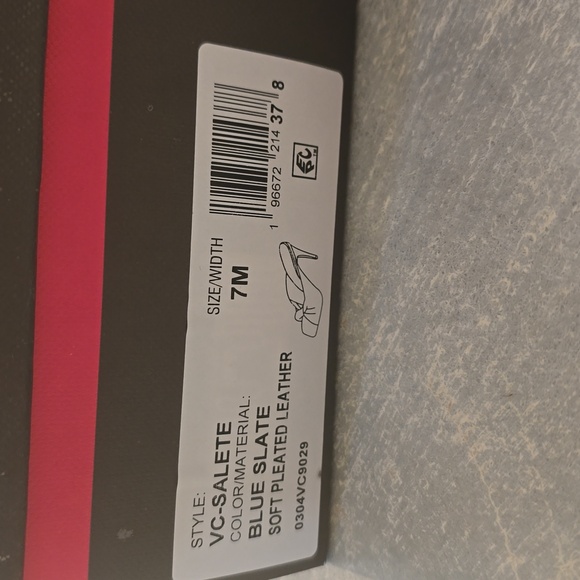 STYLE:
VC-SALETE
COLOR/MATERIAL:
BLUE SLATE
SOFT PLEATED LEATHER
0304VC9029
SIZE/WIDTH
7M
1 96672 214 37 8